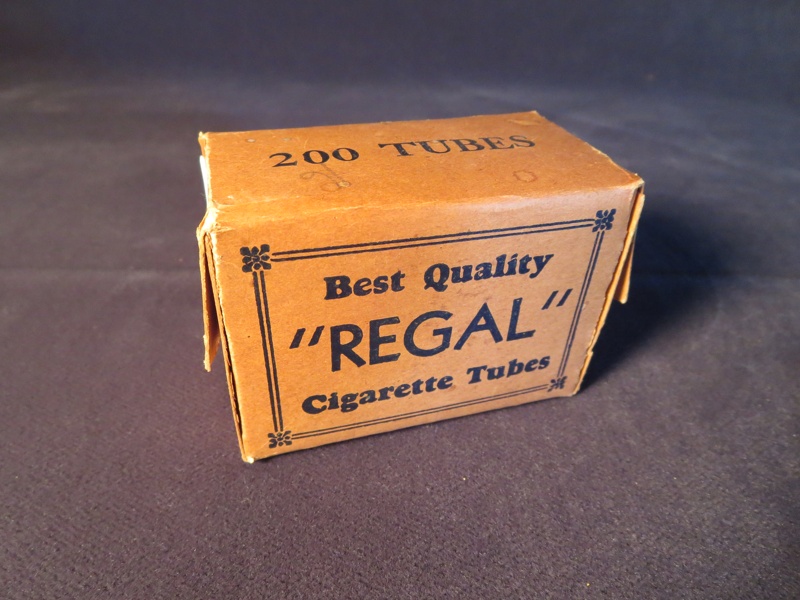 200 TUBES
Best Quality
"REGAL"
Cigarette Tubes